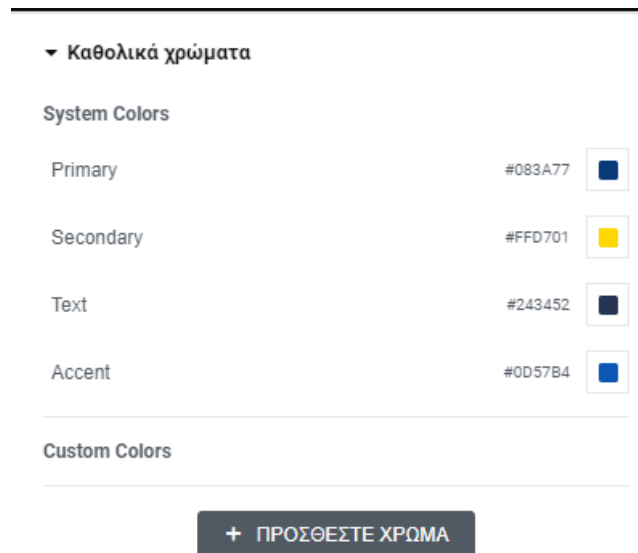 Καθολικά χρώματα
System Colors
Primary #083A77
Secondary #FFD701
Text #243452
Accent #0D57B4
Custom Colors
+ ΠΡΟΣΘΕΣΤΕ ΧΡΩΜΑ